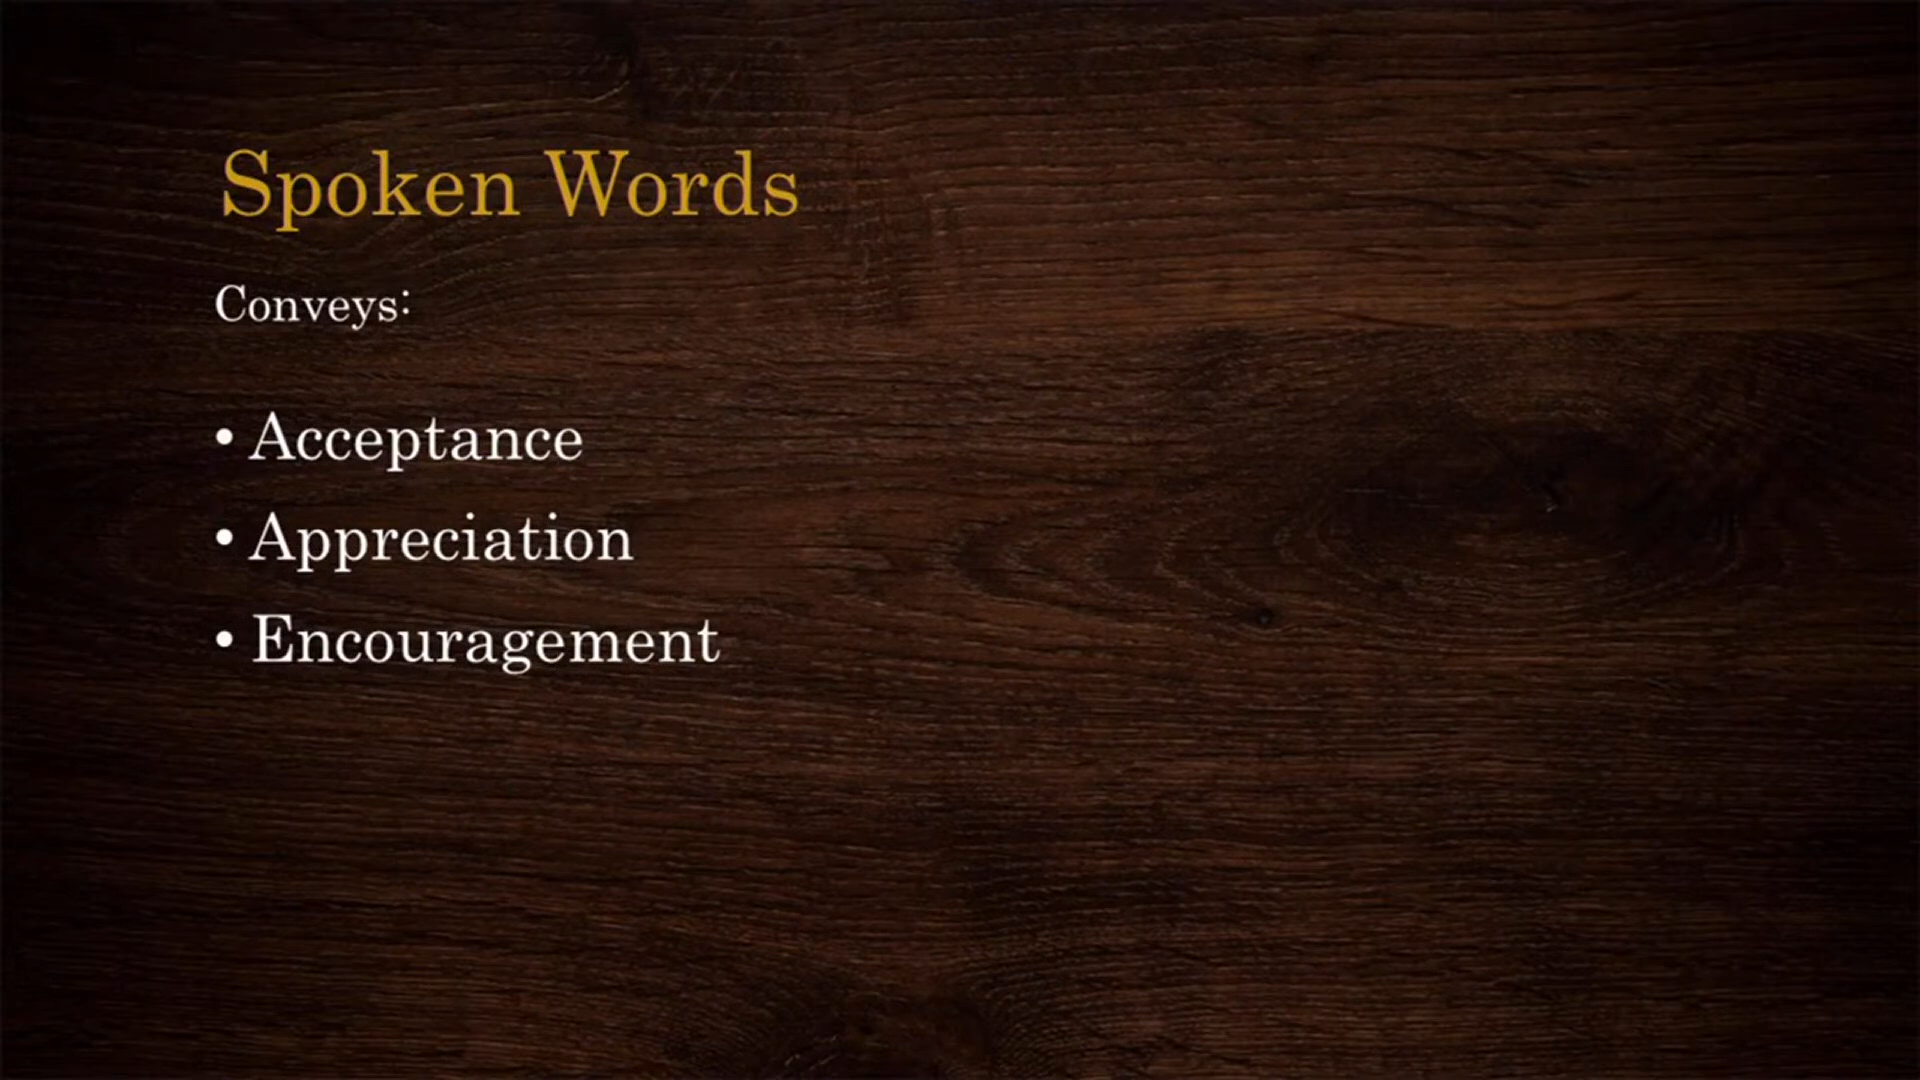 Spoken Words
Conveys:
• Acceptance
• Appreciation
• Encouragement